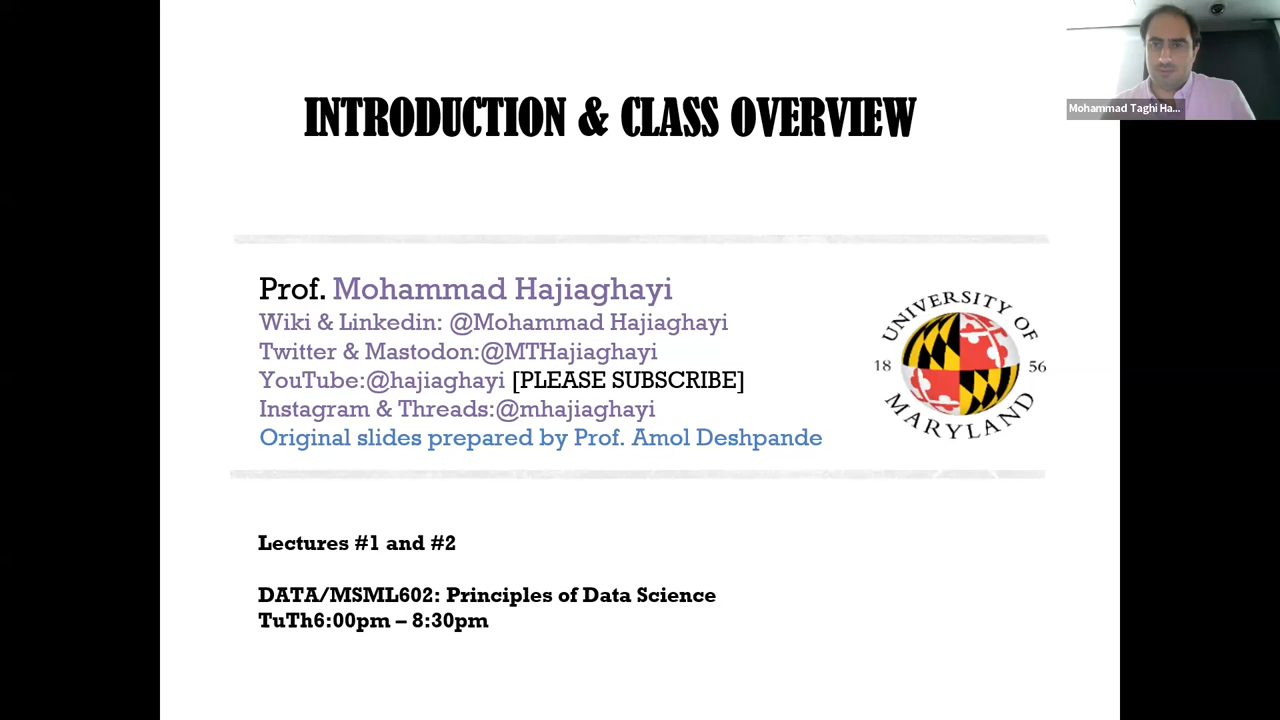 INTRODUCTION & CLASS OVERVIEW
Mohammad Taghi Ha...
Prof. Mohammad Hajiaghayi
Wiki & Linkedin: @Mohammad Hajiaghayi
Twitter & Mastodon:@MTHajiaghayi
YouTube:@hajiaghayi [PLEASE SUBSCRIBE]
Instagram & Threads:@mhajiaghayi
Original slides prepared by Prof. Amol Deshpande
UNIVERSITY OF
18 56
MARYLAND
Lectures #1 and #2
DATA/MSML602: Principles of Data Science
TuTh6:00pm – 8:30pm